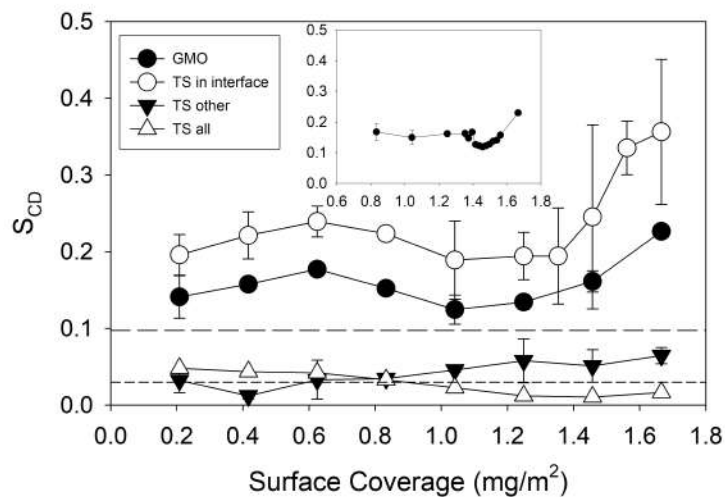 0.5
GMO
TS in interface
TS other
TS all
0.5
0.4
0.3
0.2
0.1
0.0
0.6 0.8 1.0 1.2 1.4 1.6 1.8
0.4
0.3
S_CD
0.2
0.1
0.0
0.0 0.2 0.4 0.6 0.8 1.0 1.2 1.4 1.6 1.8
Surface Coverage (mg/m²)